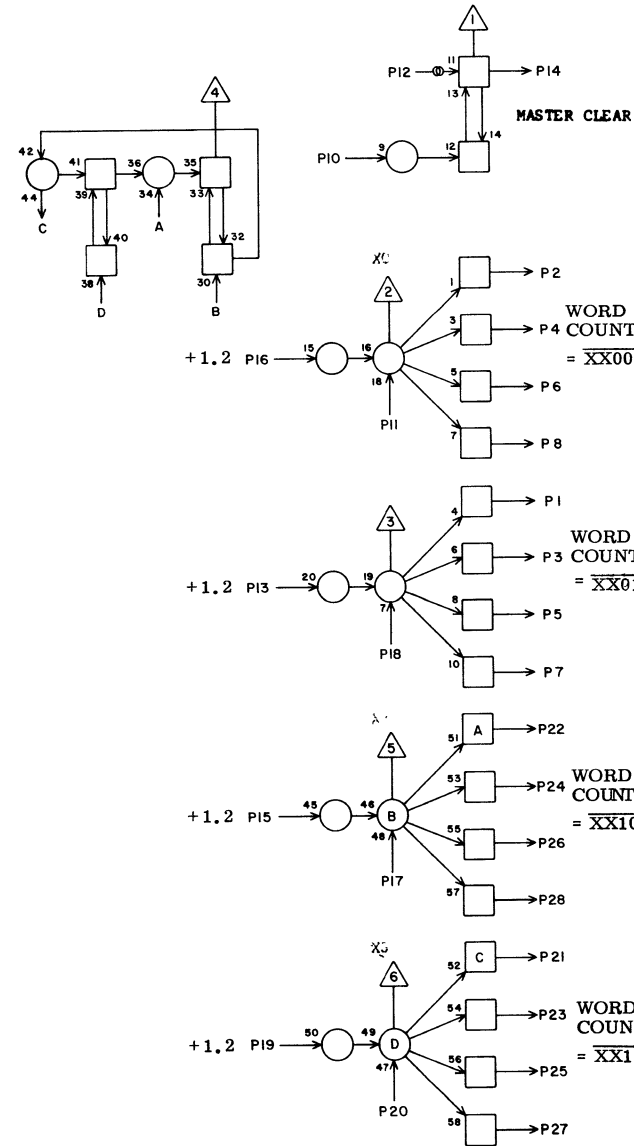 1
11
P12
P14
13
MASTER CLEAR
14
9
12
P10
4
42
41
36
35
44
39
34
33
32
C
40
A
38
30
D
B
X0
2
1
P2
WORD
3
P4
COUNT
= XX00
+1.2 P16
15
16
5
P6
18
P11
7
P8
3
4
P1
WORD
6
P3
COUNT
+1.2 P13
20
19
8
P5
7
P18
10
P7
5
51
A
P22
WORD
53
P24
COUNT
= XX10
+1.2 P15
45
46
B
55
P26
48
P17
57
P28
6
52
C
P21
WORD
54
P23
COUN
= XX1
+1.2 P19
50
49
D
56
P25
47
P20
58
P27